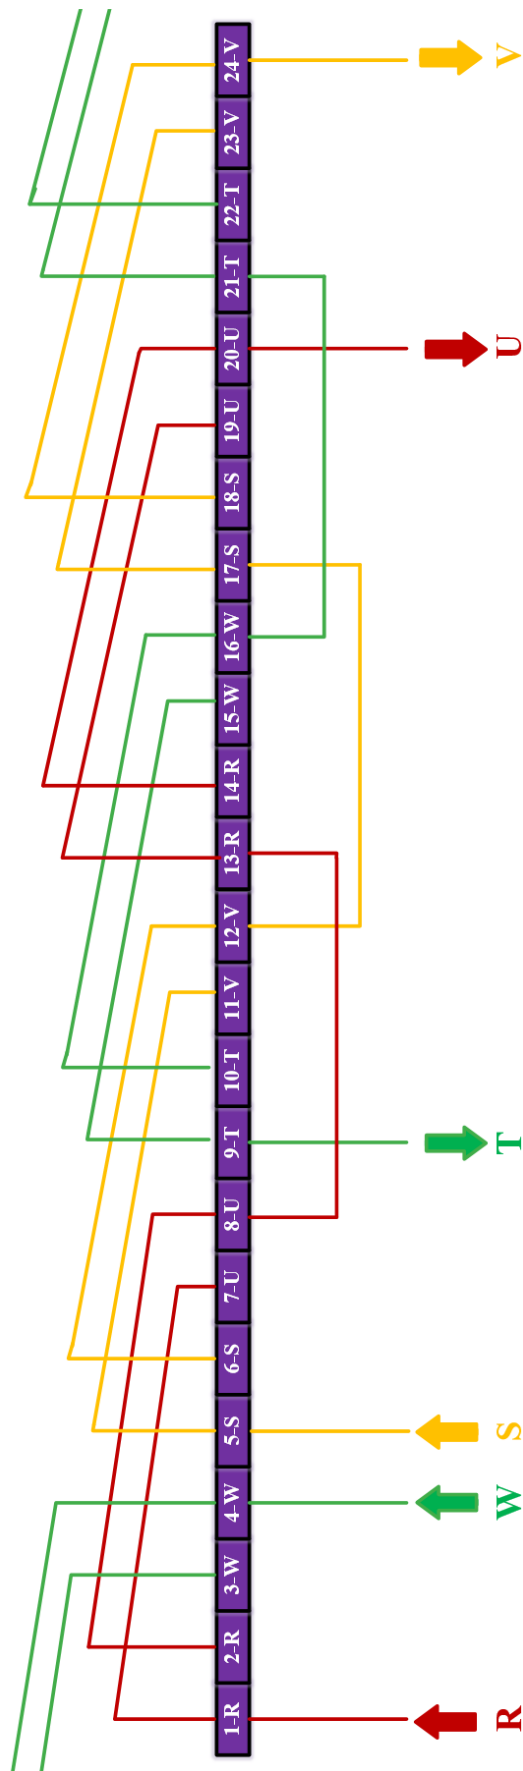 24-V
23-V
22-T
21-T
20-U
19-U
18-S
17-S
16-W
15-W
14-R
13-R
12-V
11-V
10-T
9-T
8-U
7-U
6-S
5-S
4-W
3-W
2-R
1-R
V
U
T
S
W
R